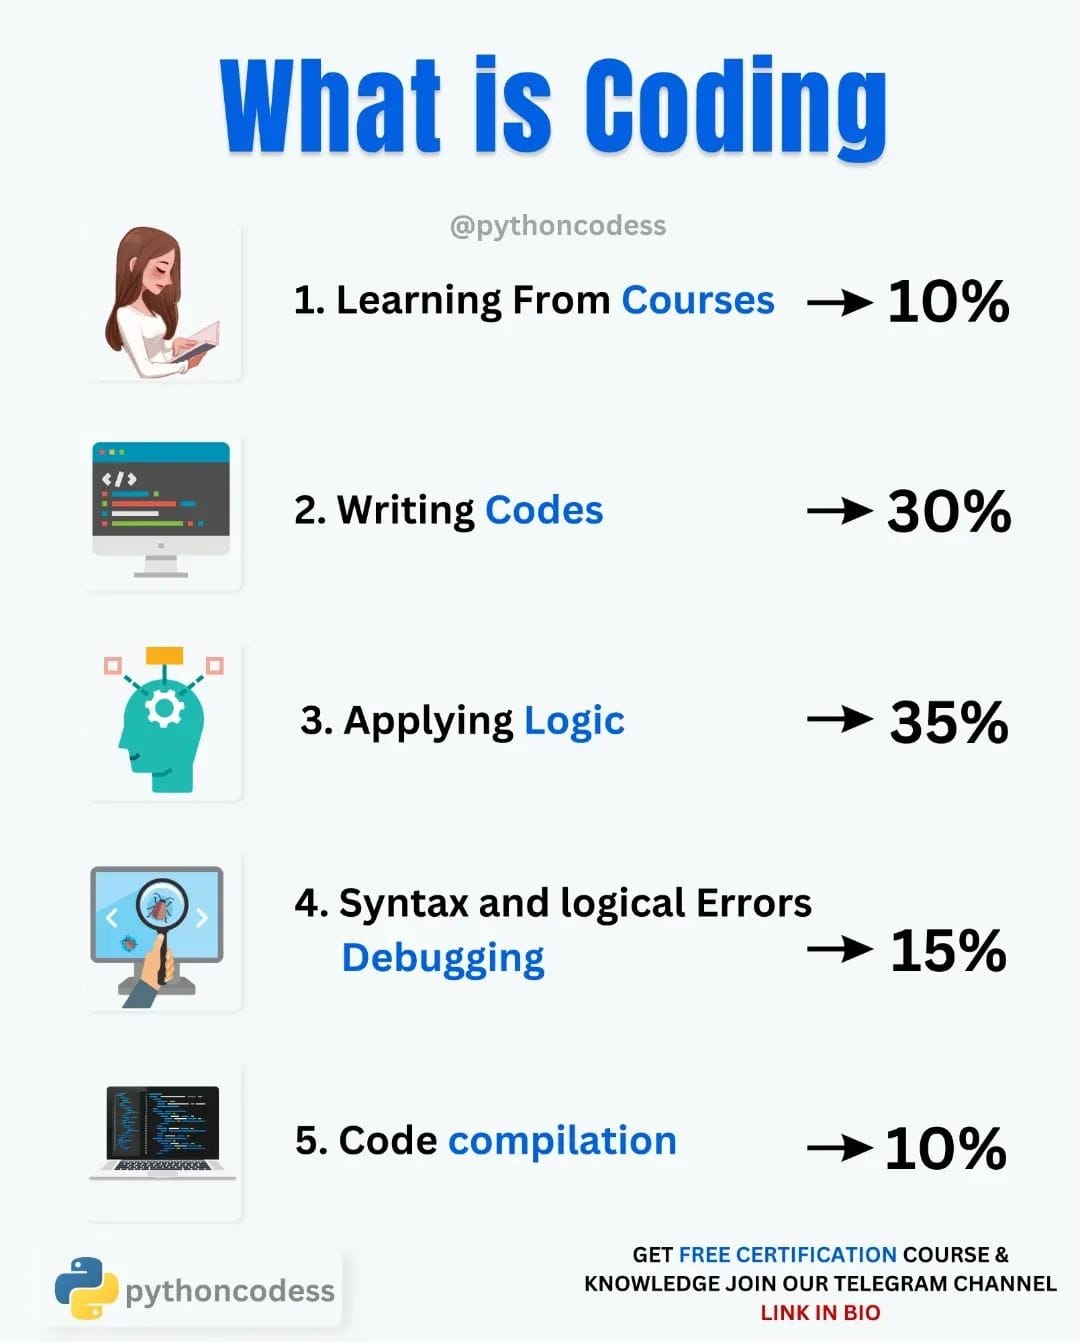 What is Coding
@pythoncodess
1. Learning From Courses → 10%
2. Writing Codes → 30%
3. Applying Logic → 35%
4. Syntax and logical Errors
Debugging → 15%
5. Code compilation → 10%
pythoncodess
GET FREE CERTIFICATION COURSE &
KNOWLEDGE JOIN OUR TELEGRAM CHANNEL
LINK IN BIO